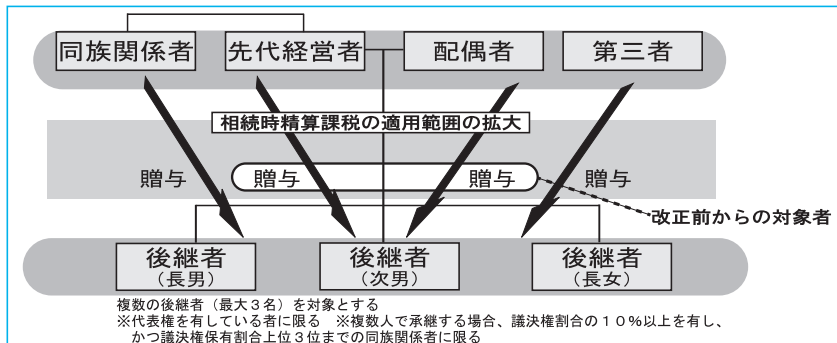 同族関係者 先代経営者 配偶者 第三者
相続時精算課税の適用範囲の拡大
贈与 贈与 贈与 贈与
改正前からの対象者
後継者 後継者 後継者
（長男） （次男） （長女）
複数の後継者（最大３名）を対象とする
※代表権を有している者に限る ※複数人で承継する場合、議決権割合の１０％以上を有し、
かつ議決権保有割合上位３位までの同族関係者に限る